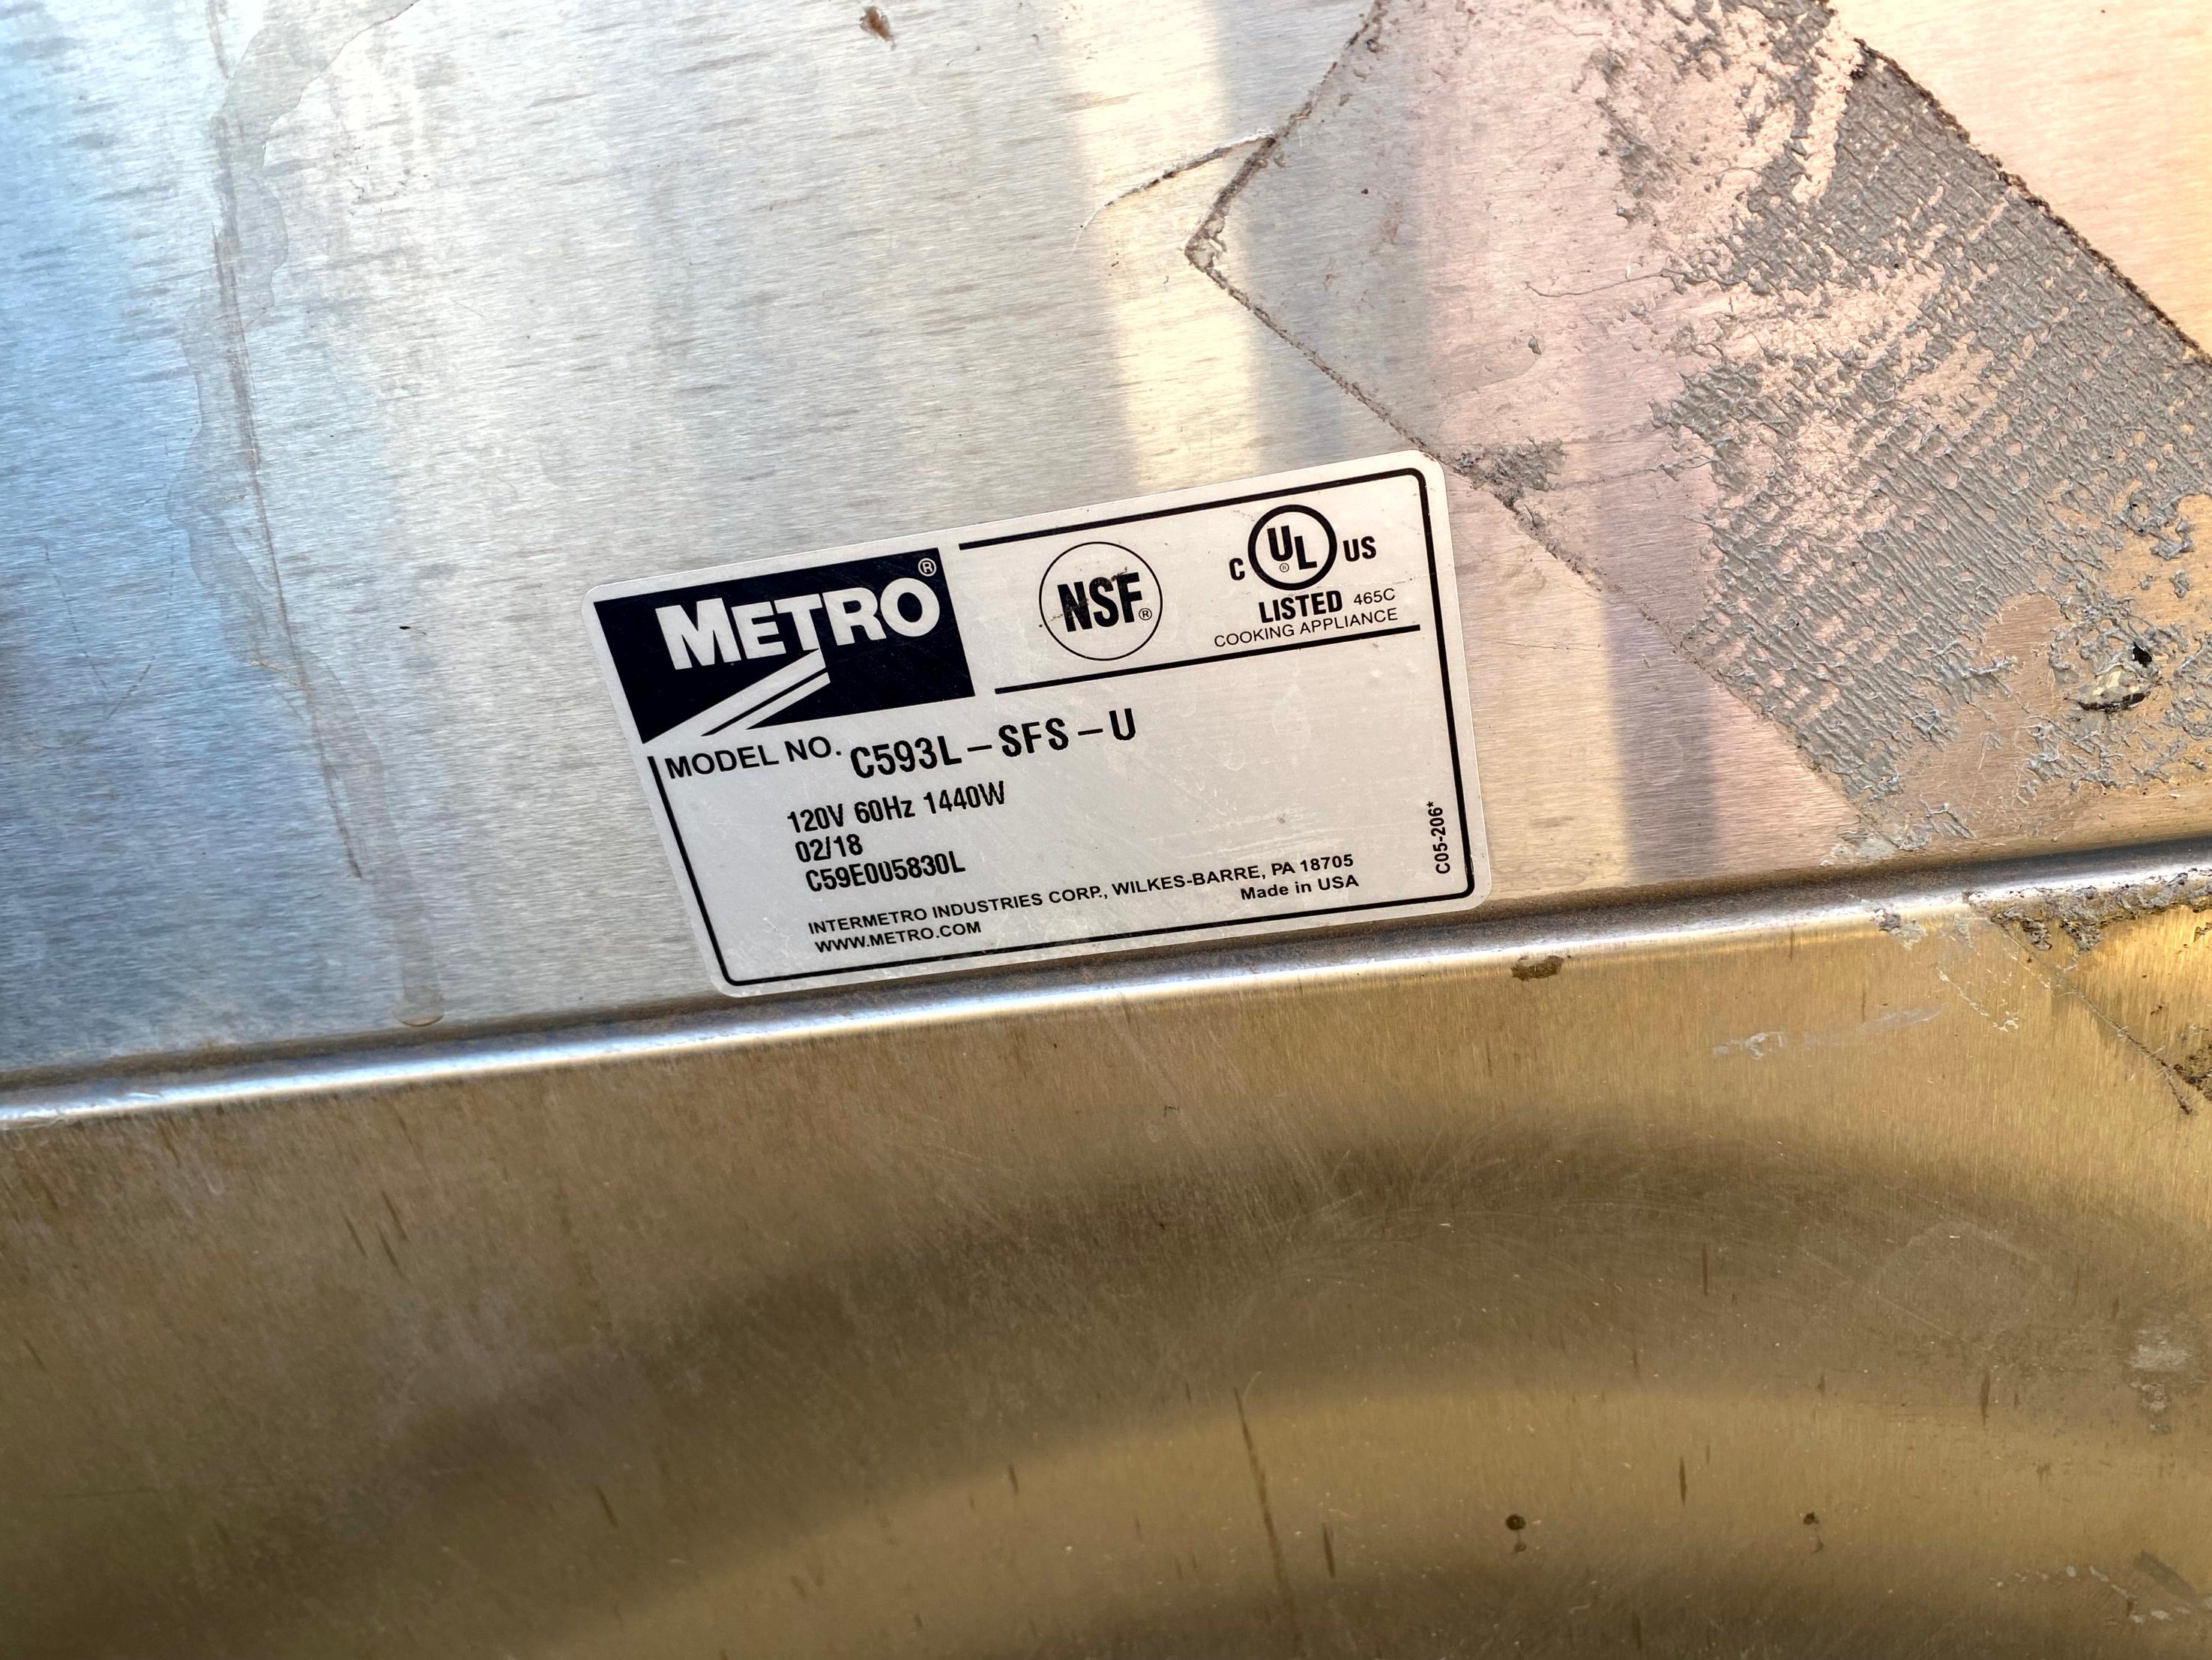 METRO®
NSF®
C UL® US
LISTED 465C
COOKING APPLIANCE
MODEL NO. C593L-SFS-U
120V 60Hz 1440W
02/18
C59E005830L
INTERMETRO INDUSTRIES CORP., WILKES-BARRE, PA 18705
WWW.METRO.COM
Made in USA
C05-206*